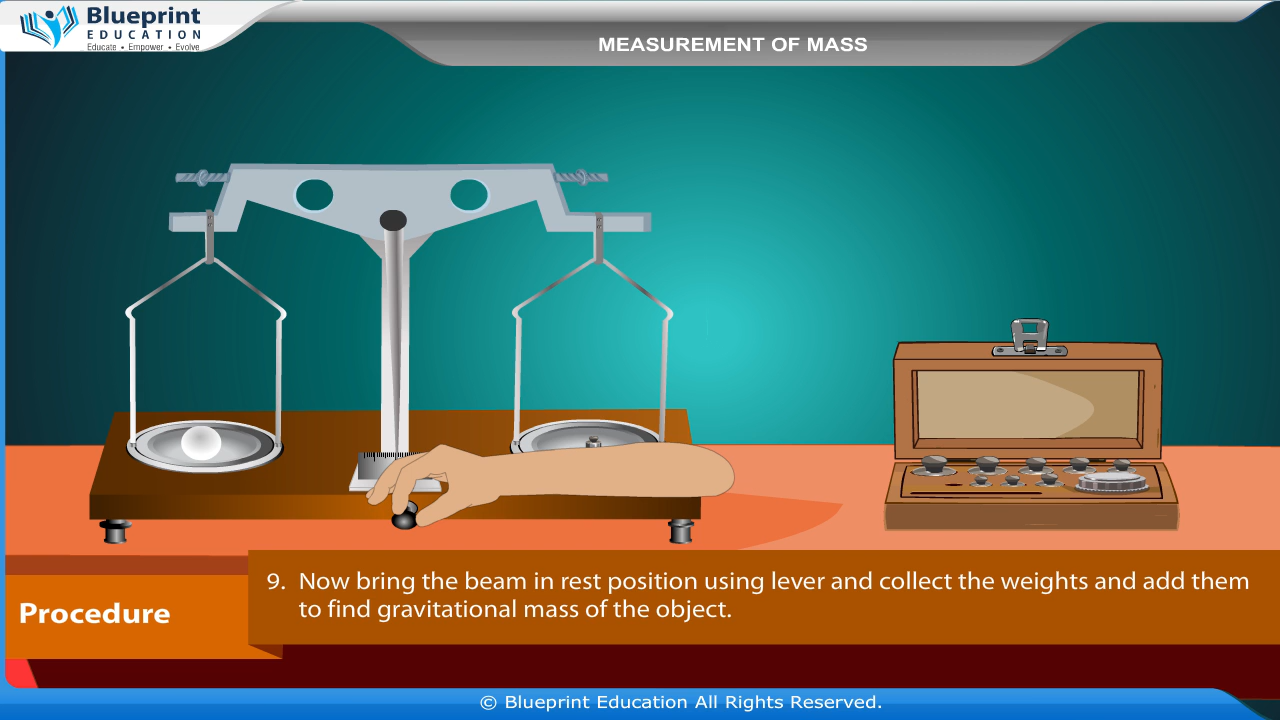 Blueprint
EDUCATION
Educate • Empower • Evolve
MEASUREMENT OF MASS
Procedure
9. Now bring the beam in rest position using lever and collect the weights and add them
to find gravitational mass of the object.
© Blueprint Education All Rights Reserved.